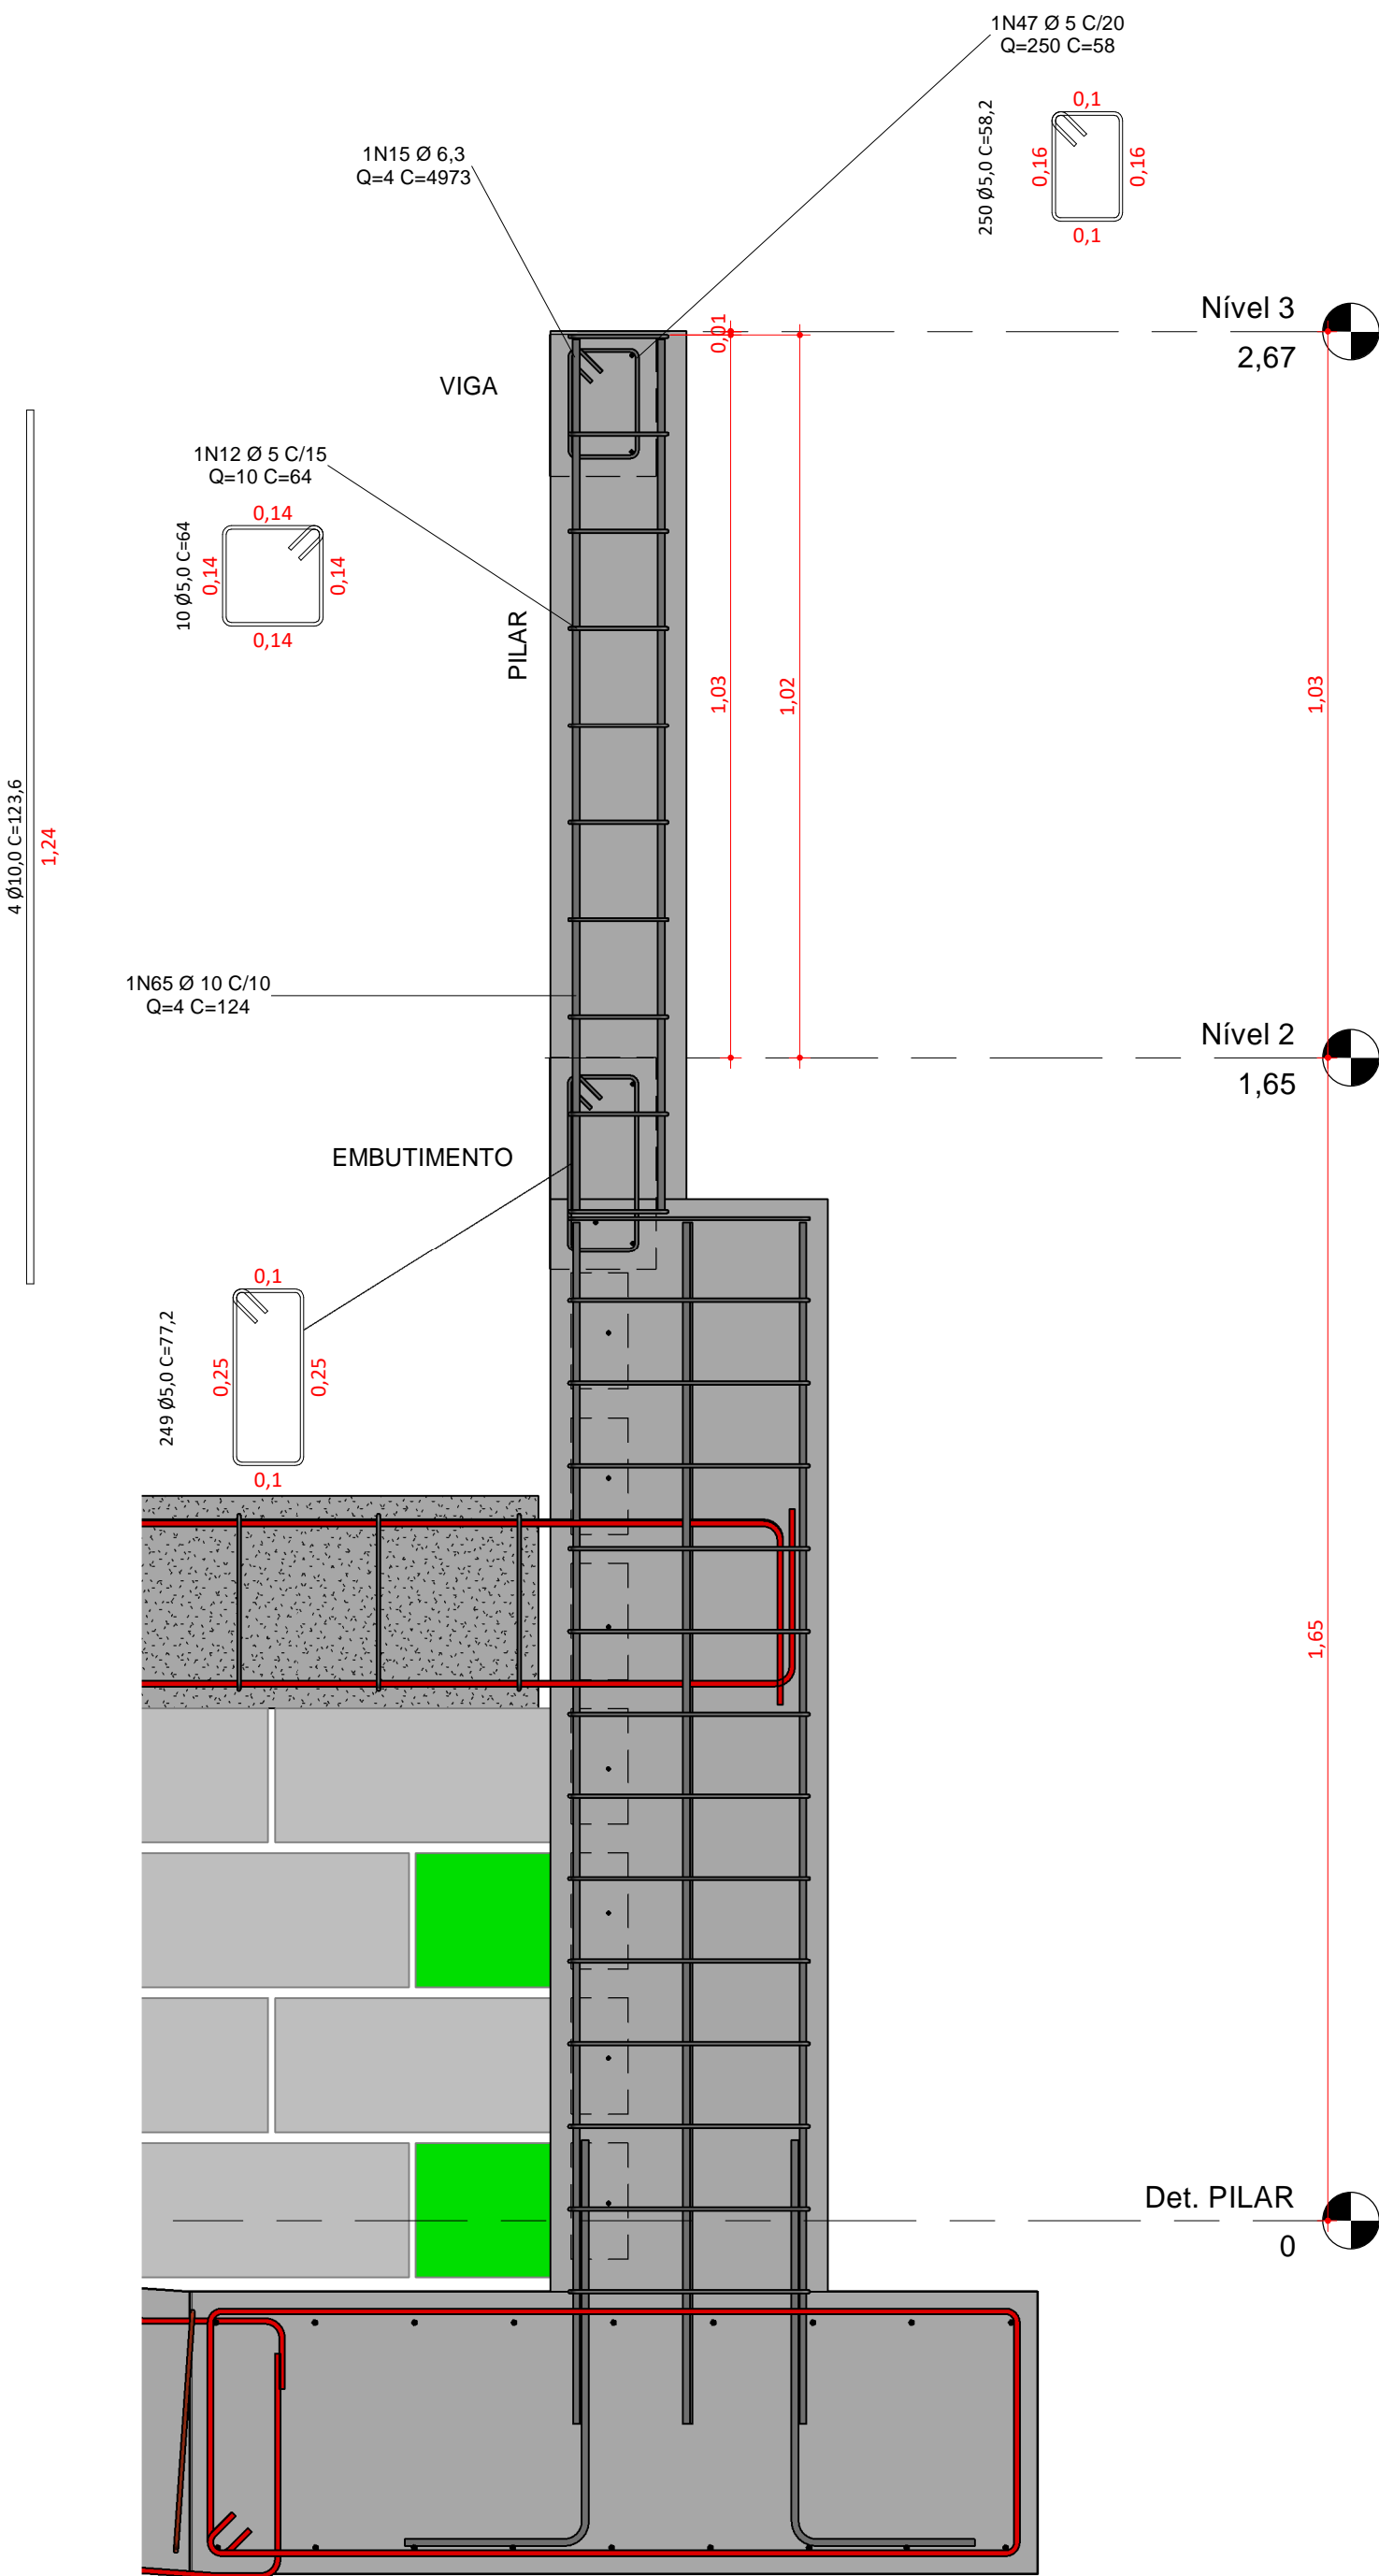 1N47 Ø 5 C/20
Q=250 C=58
250 Ø5,0 C=58,2
0,1
0,16
0,16
0,1
1N15 Ø 6,3
Q=4 C=4973
Nível 3
2,67
0,01
VIGA
1N12 Ø 5 C/15
Q=10 C=64
10 Ø5,0 C=64
0,14
0,14
0,14
0,14
PILAR
1,03
1,02
1,03
4 Ø10,0 C=123,6
1,24
1N65 Ø 10 C/10
Q=4 C=124
Nível 2
1,65
EMBUTIMENTO
249 Ø5,0 C=77,2
0,1
0,25
0,25
0,1
1,65
Det. PILAR
0